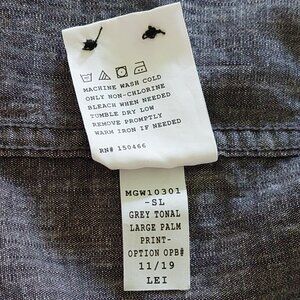 MACHINE WASH COLD
ONLY NON-CHLORINE
BLEACH WHEN NEEDED
TUMBLE DRY LOW
REMOVE PROMPTLY
WARM IRON IF NEEDED
RN# 150466
MGW10301
-SL
GREY TONAL
LARGE PALM
PRINT-
OPTION OPB#
11/19
LEI